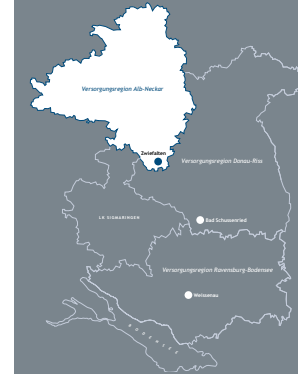 Versorgungsregion Alb-Neckar
Zwiefalten
Versorgungsregion Donau-Riss
LK SIGMARINGEN
Bad Schussenried
Versorgungsregion Ravensburg-Bodensee
Weissenau
BODENSEE